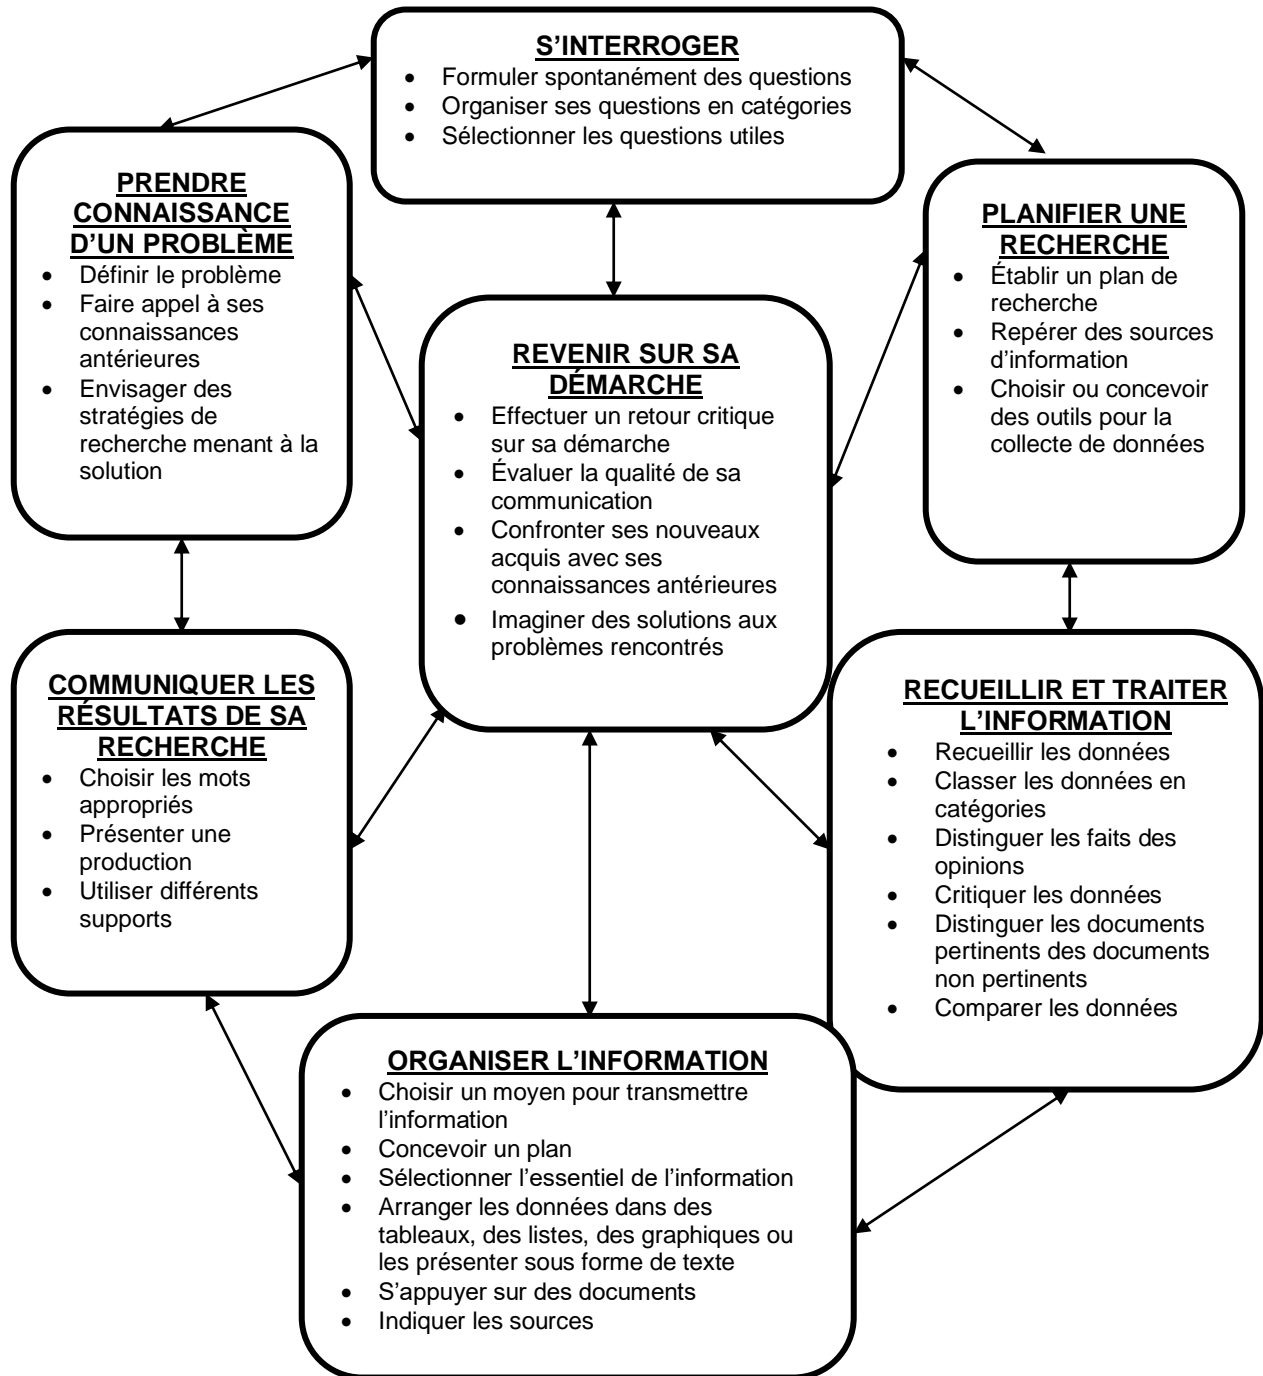 S’INTERROGER
• Formuler spontanément des questions
• Organiser ses questions en catégories
• Sélectionner les questions utiles
PRENDRE
CONNAISSANCE
D’UN PROBLÈME
• Définir le problème
• Faire appel à ses
connaissances
antérieures
• Envisager des
stratégies de
recherche menant à la
solution
PLANIFIER UNE
RECHERCHE
• Établir un plan de
recherche
• Repérer des sources
d’information
• Choisir ou concevoir
des outils pour la
collecte de données
REVENIR SUR SA
DÉMARCHE
• Effectuer un retour critique
sur sa démarche
• Évaluer la qualité de sa
communication
• Confronter ses nouveaux
acquis avec ses
connaissances antérieures
• Imaginer des solutions aux
problèmes rencontrés
COMMUNIQUER LES
RÉSULTATS DE SA
RECHERCHE
• Choisir les mots
appropriés
• Présenter une
production
• Utiliser différents
supports
RECUEILLIR ET TRAITER
L’INFORMATION
• Recueillir les données
• Classer les données en
catégories
• Distinguer les faits des
opinions
• Critiquer les données
• Distinguer les documents
pertinents des documents
non pertinents
• Comparer les données
ORGANISER L’INFORMATION
• Choisir un moyen pour transmettre
l’information
• Concevoir un plan
• Sélectionner l’essentiel de l’information
• Arranger les données dans des
tableaux, des listes, des graphiques ou
les présenter sous forme de texte
• S’appuyer sur des documents
• Indiquer les sources